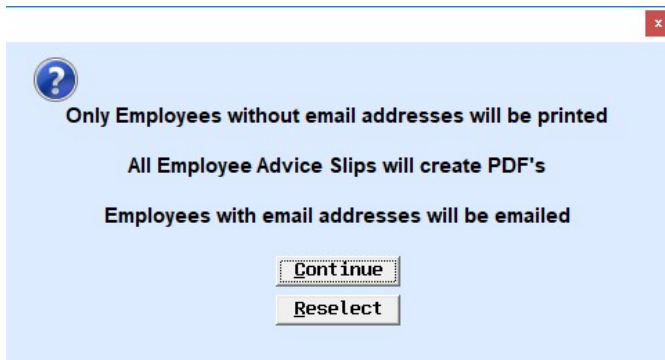 x
?
Only Employees without email addresses will be printed
All Employee Advice Slips will create PDF's
Employees with email addresses will be emailed
Continue
Reselect